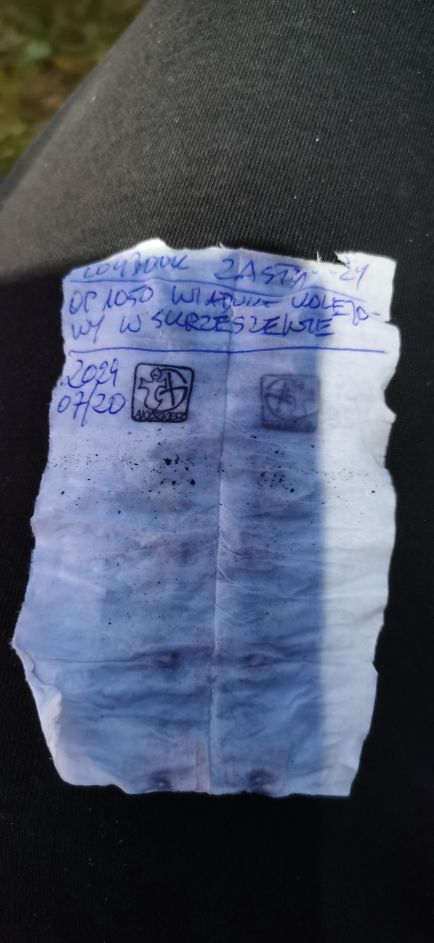 LOGBOOK
OP1050 WIADUKT KOLEJO-
WY W SKRZESZEWIE
2024
07/20